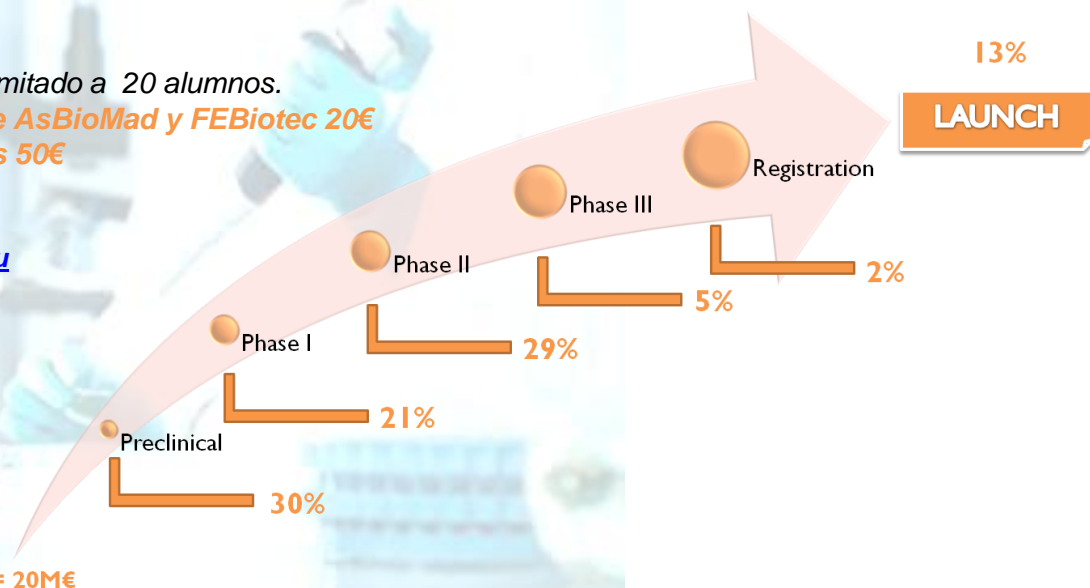 mitado a 20 alumnos.
e AsBioMad y FEBiotec 20€
s 50€
u
13%
LAUNCH
Registration
2%
Phase III
5%
Phase II
29%
Phase I
21%
Preclinical
30%
= 20M€